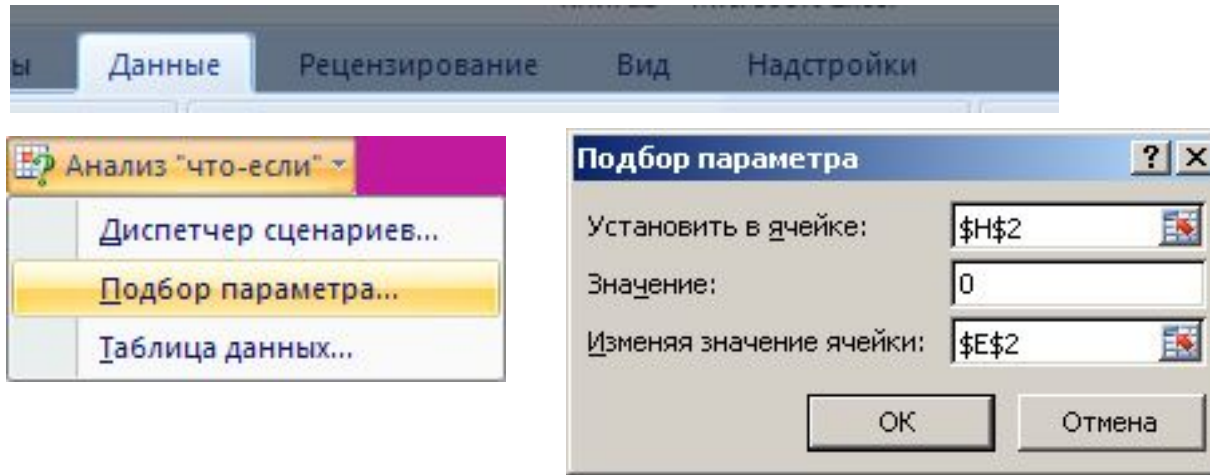 ы Данные Рецензирование Вид Надстройки
Анализ "что-если"
Диспетчер сценариев...
Подбор параметра...
Таблица данных...
Подбор параметра
Установить в ячейке: $H$2
Значение: 0
Изменяя значение ячейки: $E$2
ОК Отмена